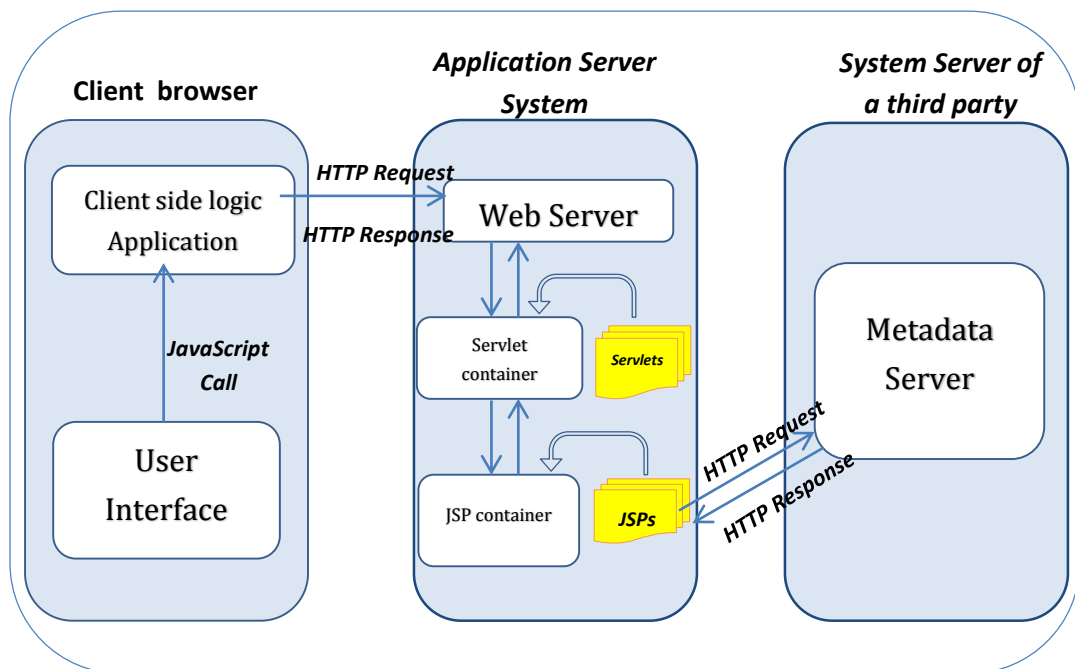 Client browser
Client side logic
Application
JavaScript
Call
User
Interface
HTTP Request
HTTP Response
Application Server
System
Web Server
Servlet
container
Servlets
JSP container
JSPs
HTTP Request
HTTP Response
System Server of
a third party
Metadata
Server